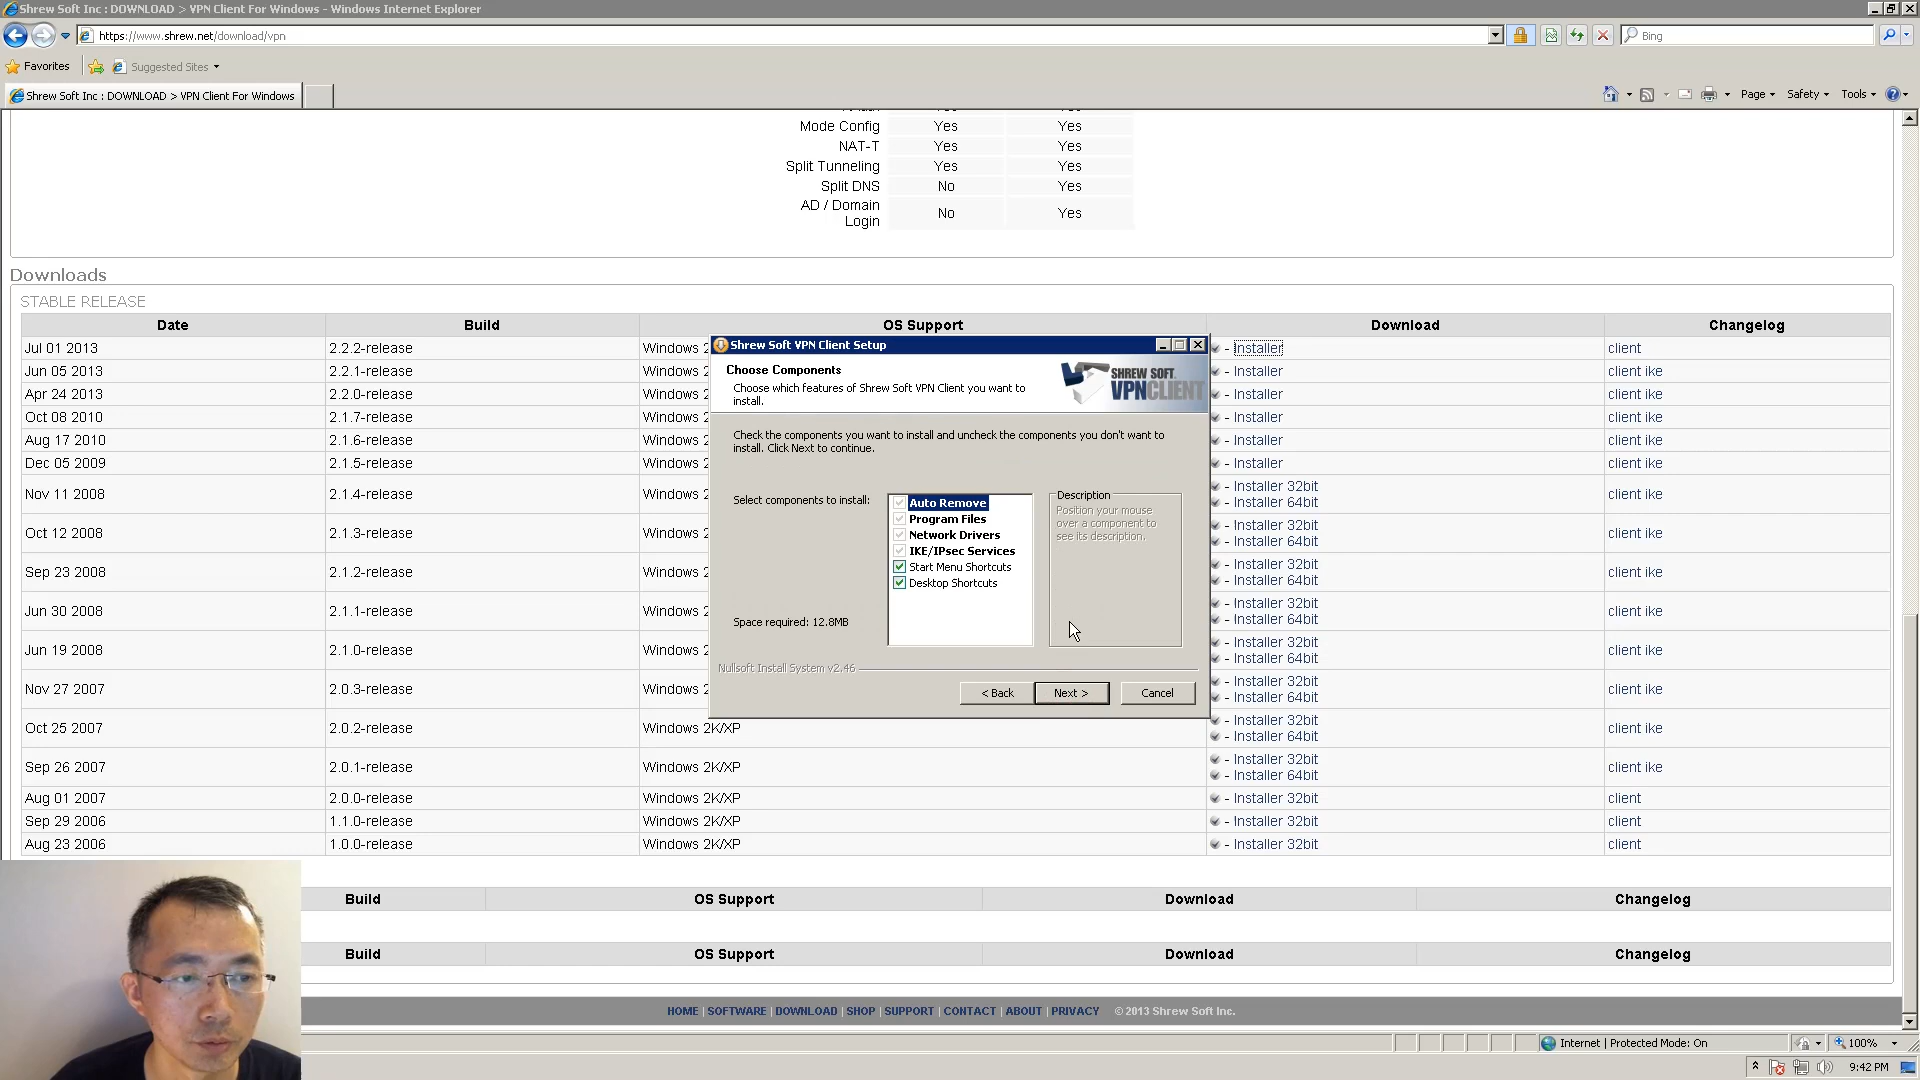 Shrew Soft Inc : DOWNLOAD > VPN Client For Windows - Windows Internet Explorer
https://www.shrew.net/download/vpn
Bing
Favorites
Suggested Sites
Shrew Soft Inc : DOWNLOAD > VPN Client For Windows
Page
Safety
Tools
Mode Config Yes Yes
NAT-T Yes Yes
Split Tunneling Yes Yes
Split DNS No Yes
AD / Domain
Login
No Yes
Downloads
STABLE RELEASE
Date Build OS Support Download Changelog
Jul 01 2013 2.2.2-release Windows 2 - Installer client
Jun 05 2013 2.2.1-release Windows 2 - Installer client ike
Apr 24 2013 2.2.0-release Windows 2 - Installer client ike
Oct 08 2010 2.1.7-release Windows 2 - Installer client ike
Aug 17 2010 2.1.6-release Windows 2 - Installer client ike
Dec 05 2009 2.1.5-release Windows 2 - Installer client ike
Nov 11 2008 2.1.4-release Windows 2 - Installer 32bit client ike
- Installer 64bit
Oct 12 2008 2.1.3-release Windows 2 - Installer 32bit client ike
- Installer 64bit
Sep 23 2008 2.1.2-release Windows 2 - Installer 32bit client ike
- Installer 64bit
Jun 30 2008 2.1.1-release Windows 2 - Installer 32bit client ike
- Installer 64bit
Jun 19 2008 2.1.0-release Windows 2 - Installer 32bit client ike
- Installer 64bit
Nov 27 2007 2.0.3-release Windows 2 - Installer 32bit client ike
- Installer 64bit
Oct 25 2007 2.0.2-release Windows 2K/XP - Installer 32bit client ike
- Installer 64bit
Sep 26 2007 2.0.1-release Windows 2K/XP - Installer 32bit client ike
- Installer 64bit
Aug 01 2007 2.0.0-release Windows 2K/XP - Installer 32bit client
Sep 29 2006 1.1.0-release Windows 2K/XP - Installer 32bit client
Aug 23 2006 1.0.0-release Windows 2K/XP - Installer 32bit client
Shrew Soft VPN Client Setup
Choose Components
Choose which features of Shrew Soft VPN Client you want to
install.
SHREW SOFT
VPNCLIENT
Check the components you want to install and uncheck the components you don't want to
install. Click Next to continue.
Select components to install:
Auto Remove
Program Files
Network Drivers
IKE/IPsec Services
Start Menu Shortcuts
Desktop Shortcuts
Description
Position your mouse
over a component to
see its description.
Space required: 12.8MB
Nullsoft Install System v2.46
< Back
Next >
Cancel
Build OS Support Download Changelog
Build OS Support Download Changelog
HOME | SOFTWARE | DOWNLOAD | SHOP | SUPPORT | CONTACT | ABOUT | PRIVACY © 2013 Shrew Soft Inc.
Internet | Protected Mode: On
100%
9:42 PM